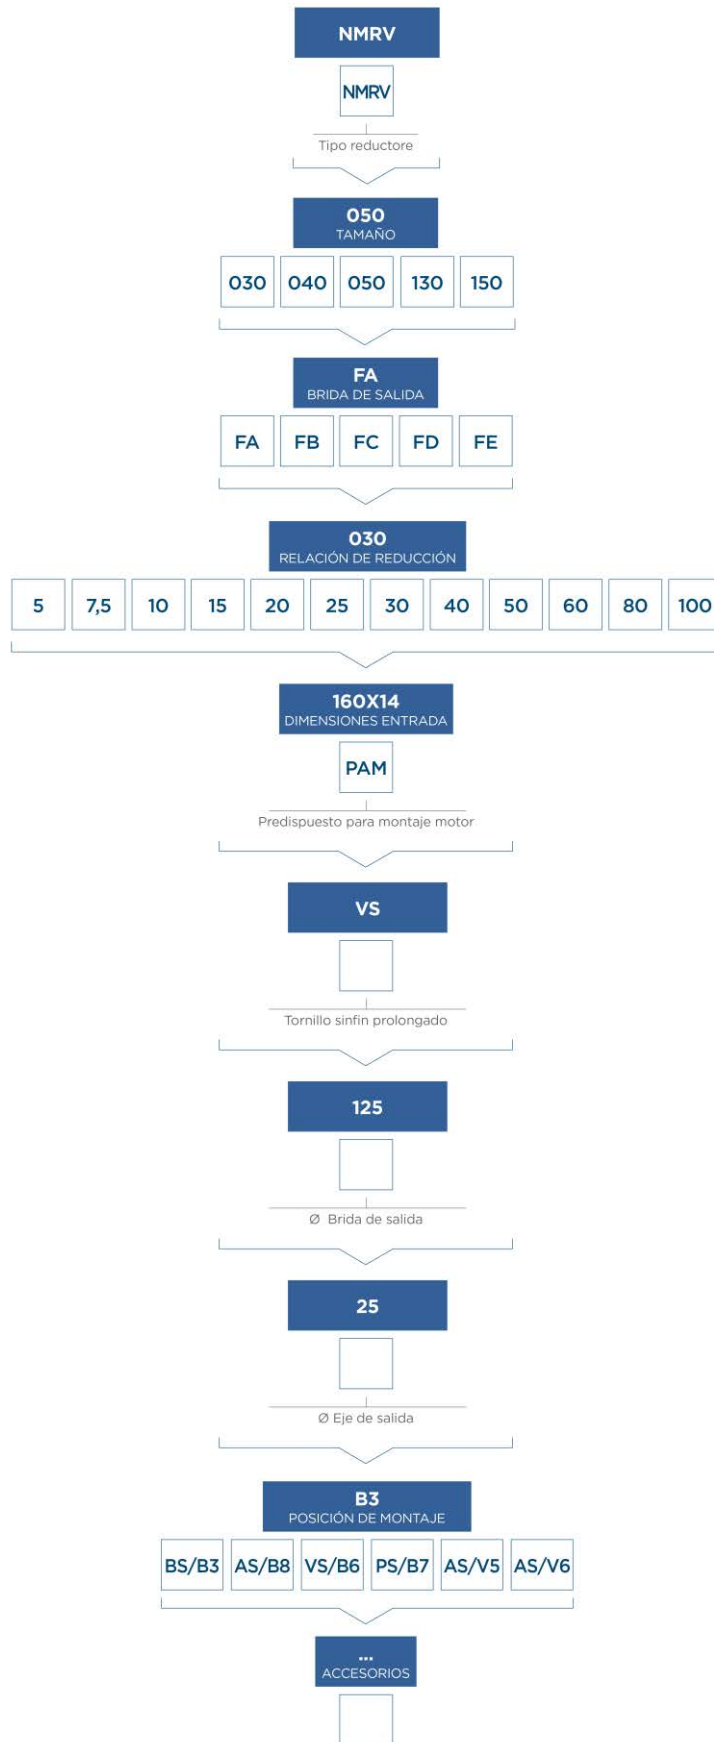 NMRV
NMRV
Tipo reductore
050
TAMAÑO
030 040 050 130 150
FA
BRIDA DE SALIDA
FA FB FC FD FE
030
RELACIÓN DE REDUCCIÓN
5 7,5 10 15 20 25 30 40 50 60 80 100
160X14
DIMENSIONES ENTRADA
PAM
Predispuesto para montaje motor
VS
Tornillo sinfin prolongado
125
Ø Brida de salida
25
Ø Eje de salida
B3
POSICIÓN DE MONTAJE
BS/B3 AS/B8 VS/B6 PS/B7 AS/V5 AS/V6
...
ACCESORIOS